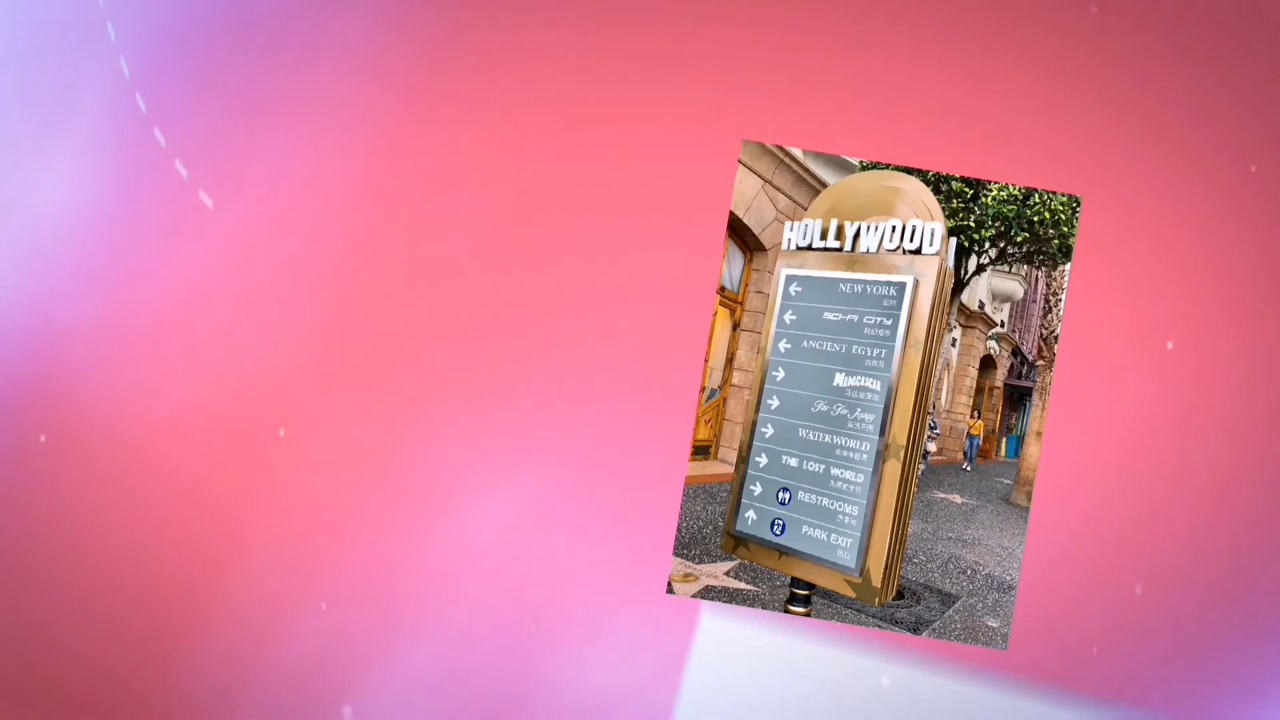 HOLLYWOOD
NEW YORK
纽约
SCI-FI CITY
科幻城市
ANCIENT EGYPT
古埃及
MADAGASCAR
马达加斯加
Far Far Away
遥远王国
WATERWORLD
未来水世界
THE LOST WORLD
失落的世界
RESTROOMS
洗手间
PARK EXIT
出口